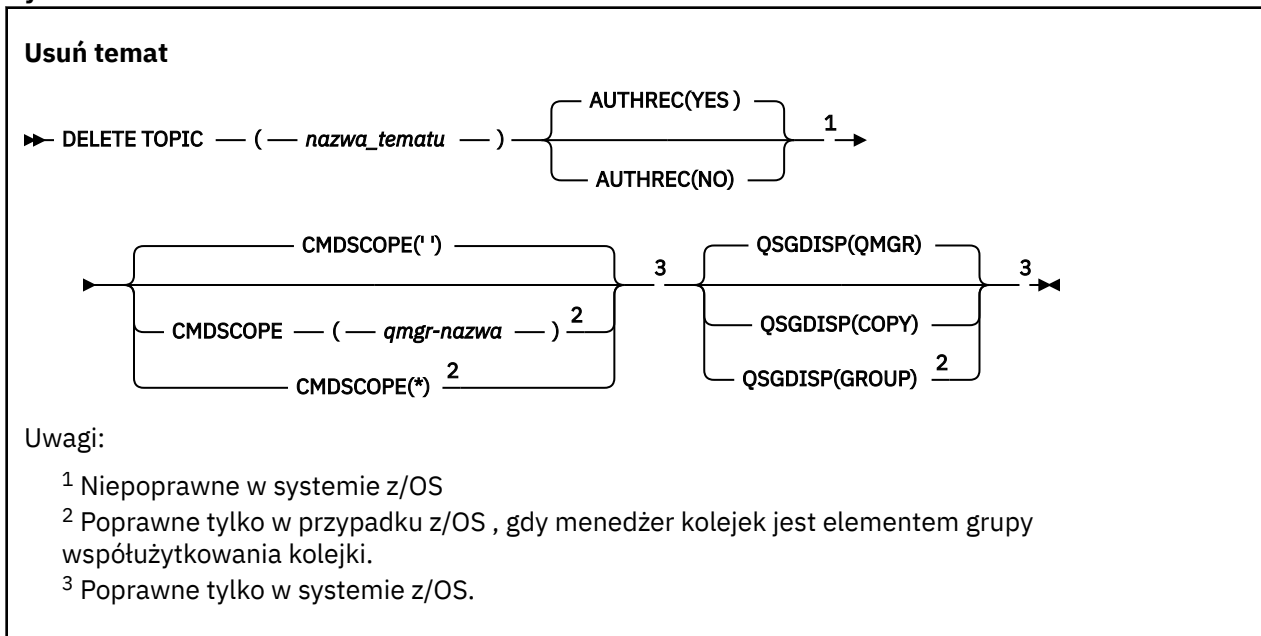 Usuń temat
AUTHREC(YES )
DELETE TOPIC ( nazwa_tematu ) 1
AUTHREC(NO)
CMDSCOPE(' ') QSGDISP(QMGR)
3 3
CMDSCOPE ( qmgr-nazwa ) 2 QSGDISP(COPY)
CMDSCOPE(*) 2 QSGDISP(GROUP) 2
Uwagi:
1 Niepoprawne w systemie z/OS
2 Poprawne tylko w przypadku z/OS , gdy menedżer kolejek jest elementem grupy
współużytkowania kolejki.
3 Poprawne tylko w systemie z/OS.